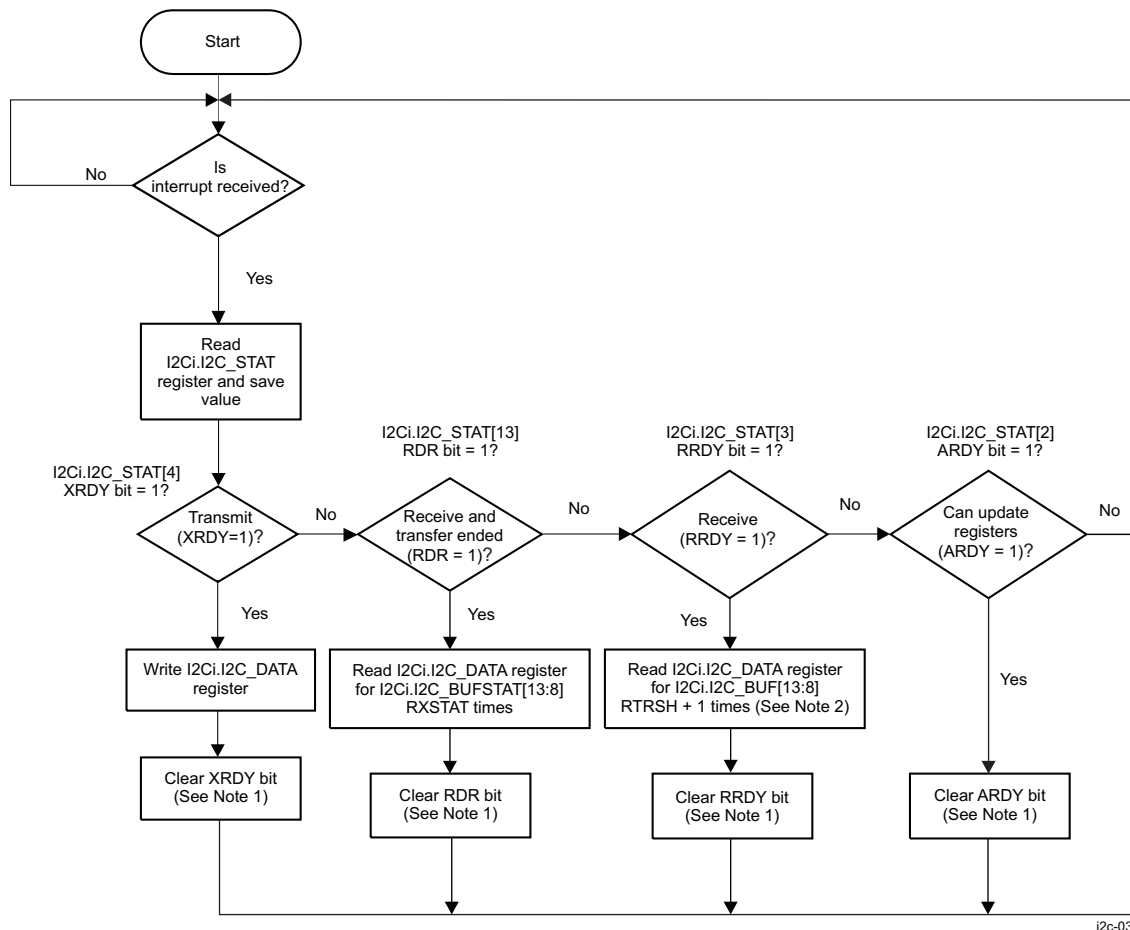 Start
Is
interrupt received?
No
Yes
Read
I2Ci.I2C_STAT
register and save
value
I2Ci.I2C_STAT[4]
XRDY bit = 1?
I2Ci.I2C_STAT[13]
RDR bit = 1?
I2Ci.I2C_STAT[3]
RRDY bit = 1?
I2Ci.I2C_STAT[2]
ARDY bit = 1?
Transmit
(XRDY=1)?
No
Receive and
transfer ended
(RDR = 1)?
No
Receive
(RRDY = 1)?
No
Can update
registers
(ARDY = 1)?
No
Yes
Yes
Yes
Yes
Write I2Ci.I2C_DATA
register
Read I2Ci.I2C_DATA register
for I2Ci.I2C_BUFSTAT[13:8]
RXSTAT times
Read I2Ci.I2C_DATA register
for I2Ci.I2C_BUF[13:8]
RTRSH + 1 times (See Note 2)
Clear XRDY bit
(See Note 1)
Clear RDR bit
(See Note 1)
Clear RRDY bit
(See Note 1)
Clear ARDY bit
(See Note 1)
i2c-03